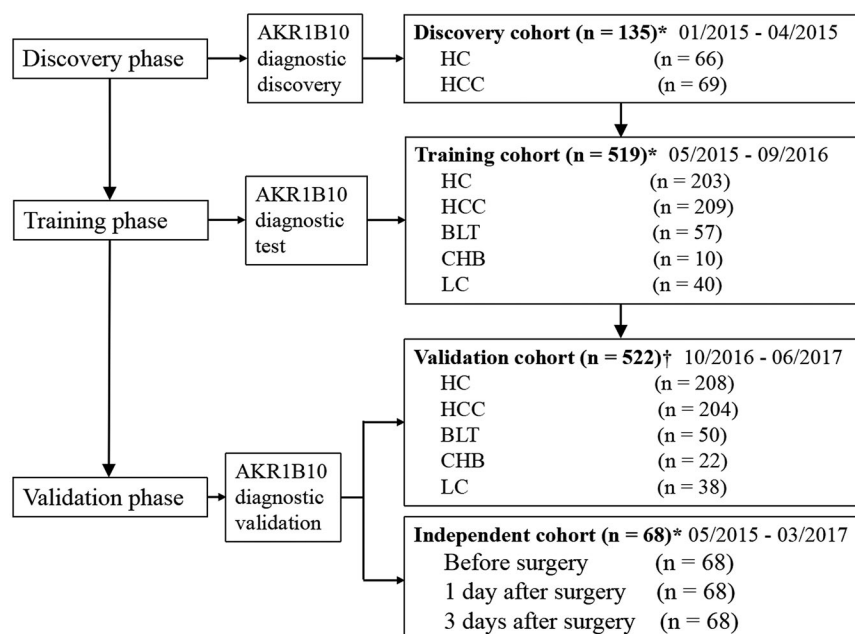 Discovery phase
AKR1B10
diagnostic
discovery
Discovery cohort (n = 135)* 01/2015 - 04/2015
HC (n = 66)
HCC (n = 69)
Training phase
AKR1B10
diagnostic
test
Training cohort (n = 519)* 05/2015 - 09/2016
HC (n = 203)
HCC (n = 209)
BLT (n = 57)
CHB (n = 10)
LC (n = 40)
Validation phase
AKR1B10
diagnostic
validation
Validation cohort (n = 522)† 10/2016 - 06/2017
HC (n = 208)
HCC (n = 204)
BLT (n = 50)
CHB (n = 22)
LC (n = 38)
Independent cohort (n = 68)* 05/2015 - 03/2017
Before surgery (n = 68)
1 day after surgery (n = 68)
3 days after surgery (n = 68)